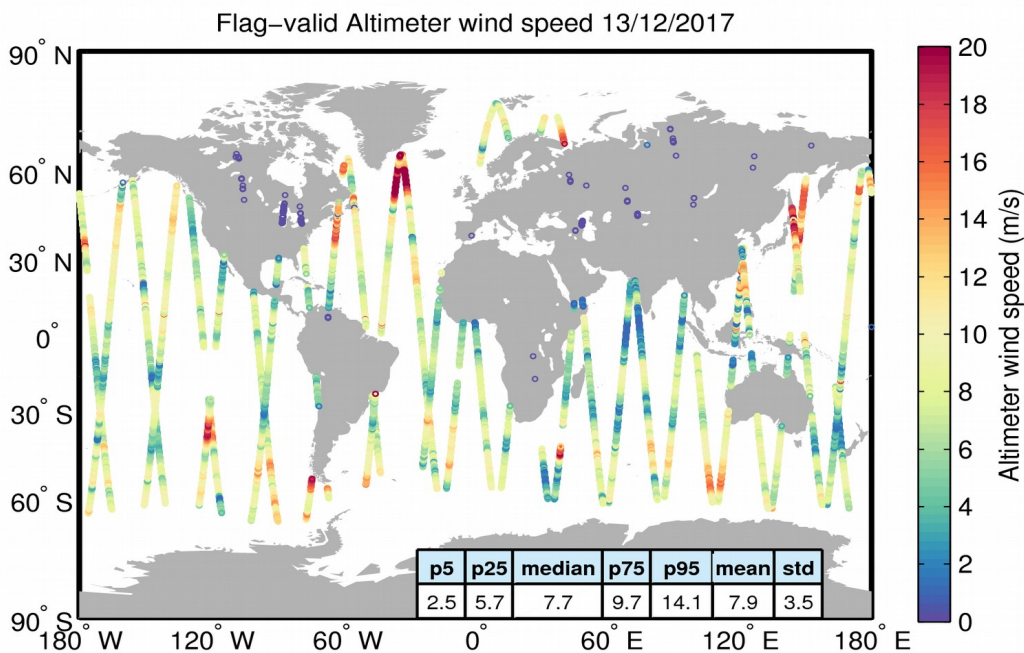 Flag-valid Altimeter wind speed 13/12/2017
90° N
60° N
30° N
0°
30° S
60° S
90° S
180° W
120° W
60° W
0°
60° E
120° E
180° E
p5 p25 median p75 p95 mean std
2.5 5.7 7.7 9.7 14.1 7.9 3.5
20
18
16
14
12
10
8
6
4
2
0
Altimeter wind speed (m/s)